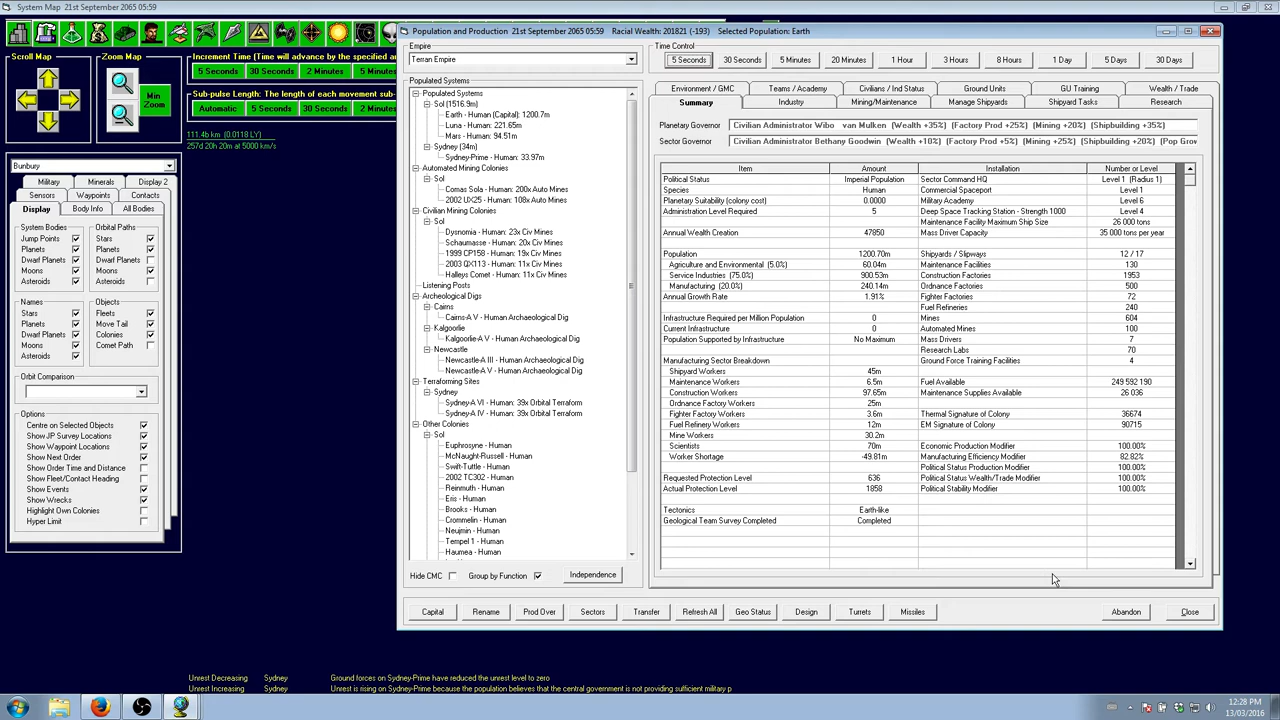 System Map 21st September 2065 05:59
Scroll Map
Zoom Map
Min
Zoom
Increment Time (Time will advance by the specified a
5 Seconds 30 Seconds 2 Minutes 5 Minutes
Sub-pulse Length: The length of each movement sub-
Automatic 5 Seconds 30 Seconds 2 Minutes
111.4b km (0.0118 LY)
257d 20h 20m at 5000 km/s
Bunbury
Military Minerals Display 2
Sensors Waypoints Contacts
Display Body Info All Bodies
System Bodies
Jump Points
Planets
Dwarf Planets
Moons
Asteroids
Orbital Paths
Stars
Planets
Dwarf Planets
Moons
Asteroids
Names
Stars
Planets
Dwarf Planets
Moons
Asteroids
Objects
Fleets
Move Tail
Colonies
Comet Path
Orbit Comparison
Options
Centre on Selected Objects
Show JP Survey Locations
Show Waypoint Locations
Show Next Order
Show Order Time and Distance
Show Fleet/Contact Heading
Show Events
Show Wrecks
Highlight Own Colonies
Hyper Limit
Population and Production 21st September 2065 05:59 Racial Wealth: 201821 (-193) Selected Population: Earth
Empire
Terran Empire
Time Control
5 Seconds 30 Seconds 5 Minutes 20 Minutes 1 Hour 3 Hours 8 Hours 1 Day 5 Days 30 Days
Populated Systems
Populated Systems
Sol (1516.9m)
Earth - Human (Capital): 1200.7m
Luna - Human: 221.65m
Mars - Human: 94.51m
Sydney (34m)
Sydney-Prime - Human: 33.97m
Automated Mining Colonies
Sol
Comas Sola - Human: 200x Auto Mines
2002 UX25 - Human: 108x Auto Mines
Civilian Mining Colonies
Sol
Dysnomia - Human: 23x Civ Mines
Schaumasse - Human: 20x Civ Mines
1999 CP158 - Human: 19x Civ Mines
2003 QX113 - Human: 11x Civ Mines
Halleys Comet - Human: 11x Civ Mines
Listening Posts
Archeological Digs
Cairns
Cairns-A V - Human Archaeological Dig
Kalgoorlie
Kalgoorlie-A V - Human Archaeological Dig
Newcastle
Newcastle-A III - Human Archaeological Dig
Newcastle-A V - Human Archaeological Dig
Terraforming Sites
Sydney
Sydney-A VI - Human: 39x Orbital Terraform
Sydney-A IV - Human: 39x Orbital Terraform
Other Colonies
Sol
Euphrosyne - Human
McNaught-Russell - Human
Swift-Tuttle - Human
2002 TC302 - Human
Reinmuth - Human
Eris - Human
Brooks - Human
Crommelin - Human
Neujmin - Human
Tempel 1 - Human
Haumea - Human
Hide CMC Group by Function Independence
Environment / GMC Teams / Academy Civilians / Ind Status Ground Units GU Training Wealth / Trade
Summary Industry Mining/Maintenance Manage Shipyards Shipyard Tasks Research
Planetary Governor Civilian Administrator Wibo van Mulken (Wealth +35%) (Factory Prod +25%) (Mining +20%) (Shipbuilding +35%)
Sector Governor Civilian Administrator Bethany Goodwin (Wealth +10%) (Factory Prod +5%) (Mining +25%) (Shipbuilding +20%) (Pop Grow
Item Amount Installation Number or Level
Political Status Imperial Population Sector Command HQ Level 1 (Radius 1)
Species Human Commercial Spaceport Level 1
Planetary Suitability (colony cost) 0.0000 Military Academy Level 6
Administration Level Required 5 Deep Space Tracking Station - Strength 1000 Level 4
Maintenance Facility Maximum Ship Size 26 000 tons
Annual Wealth Creation 47850 Mass Driver Capacity 35 000 tons per year
Population 1200.70m Shipyards / Slipways 12 / 17
Agriculture and Environmental (5.0%) 60.04m Maintenance Facilities 130
Service Industries (75.0%) 900.53m Construction Factories 1953
Manufacturing (20.0%) 240.14m Ordnance Factories 500
Annual Growth Rate 1.91% Fighter Factories 72
Fuel Refineries 240
Infrastructure Required per Million Population 0 Mines 604
Current Infrastructure 0 Automated Mines 100
Population Supported by Infrastructure No Maximum Mass Drivers 7
Research Labs 70
Manufacturing Sector Breakdown Ground Force Training Facilities 4
Shipyard Workers 45m
Maintenance Workers 6.5m Fuel Available 249 592 190
Construction Workers 97.65m Maintenance Supplies Available 26 036
Ordnance Factory Workers 25m
Fighter Factory Workers 3.6m Thermal Signature of Colony 36674
Fuel Refinery Workers 12m EM Signature of Colony 90715
Mine Workers 30.2m
Scientists 70m Economic Production Modifier 100.00%
Worker Shortage -49.81m Manufacturing Efficiency Modifier 82.82%
Political Status Production Modifier 100.00%
Requested Protection Level 636 Political Status Wealth/Trade Modifier 100.00%
Actual Protection Level 1858 Political Stability Modifier 100.00%
Tectonics Earth-like
Geological Team Survey Completed Completed
Capital Rename Prod Over Sectors Transfer Refresh All Geo Status Design Turrets Missiles Abandon Close
Unrest Decreasing Sydney Ground forces on Sydney-Prime have reduced the unrest level to zero
Unrest Increasing Sydney Unrest is rising on Sydney-Prime because the population believes that the central government is not providing sufficient military p
12:28 PM
13/03/2016